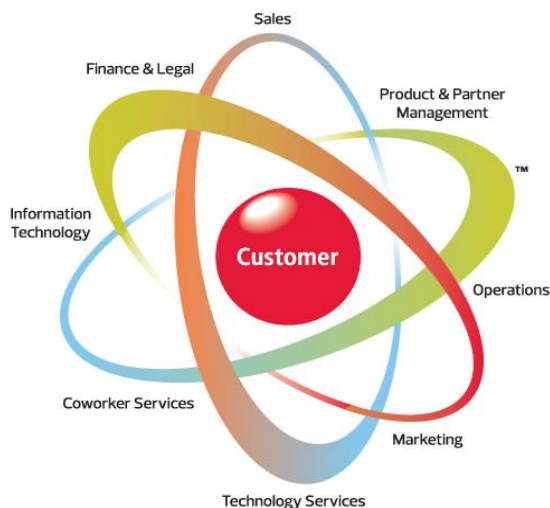 Sales
Finance & Legal
Product & Partner
Management
™
Information
Technology
Customer
Operations
Coworker Services
Marketing
Technology Services